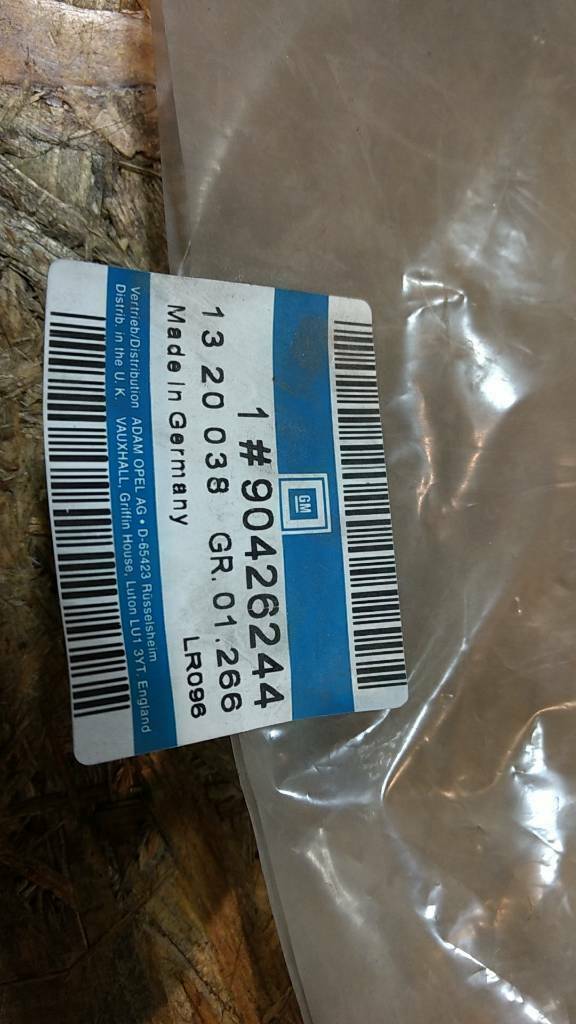 GM
1 #90426244
13 20 038 GR. 01.266
Made In Germany LR096
Vertrieb/Distribution ADAM OPEL AG • D-65423 Rüsselsheim
Distrib. in the U. K. VAUXHALL, Griffin House, Luton LU1 3YT, England